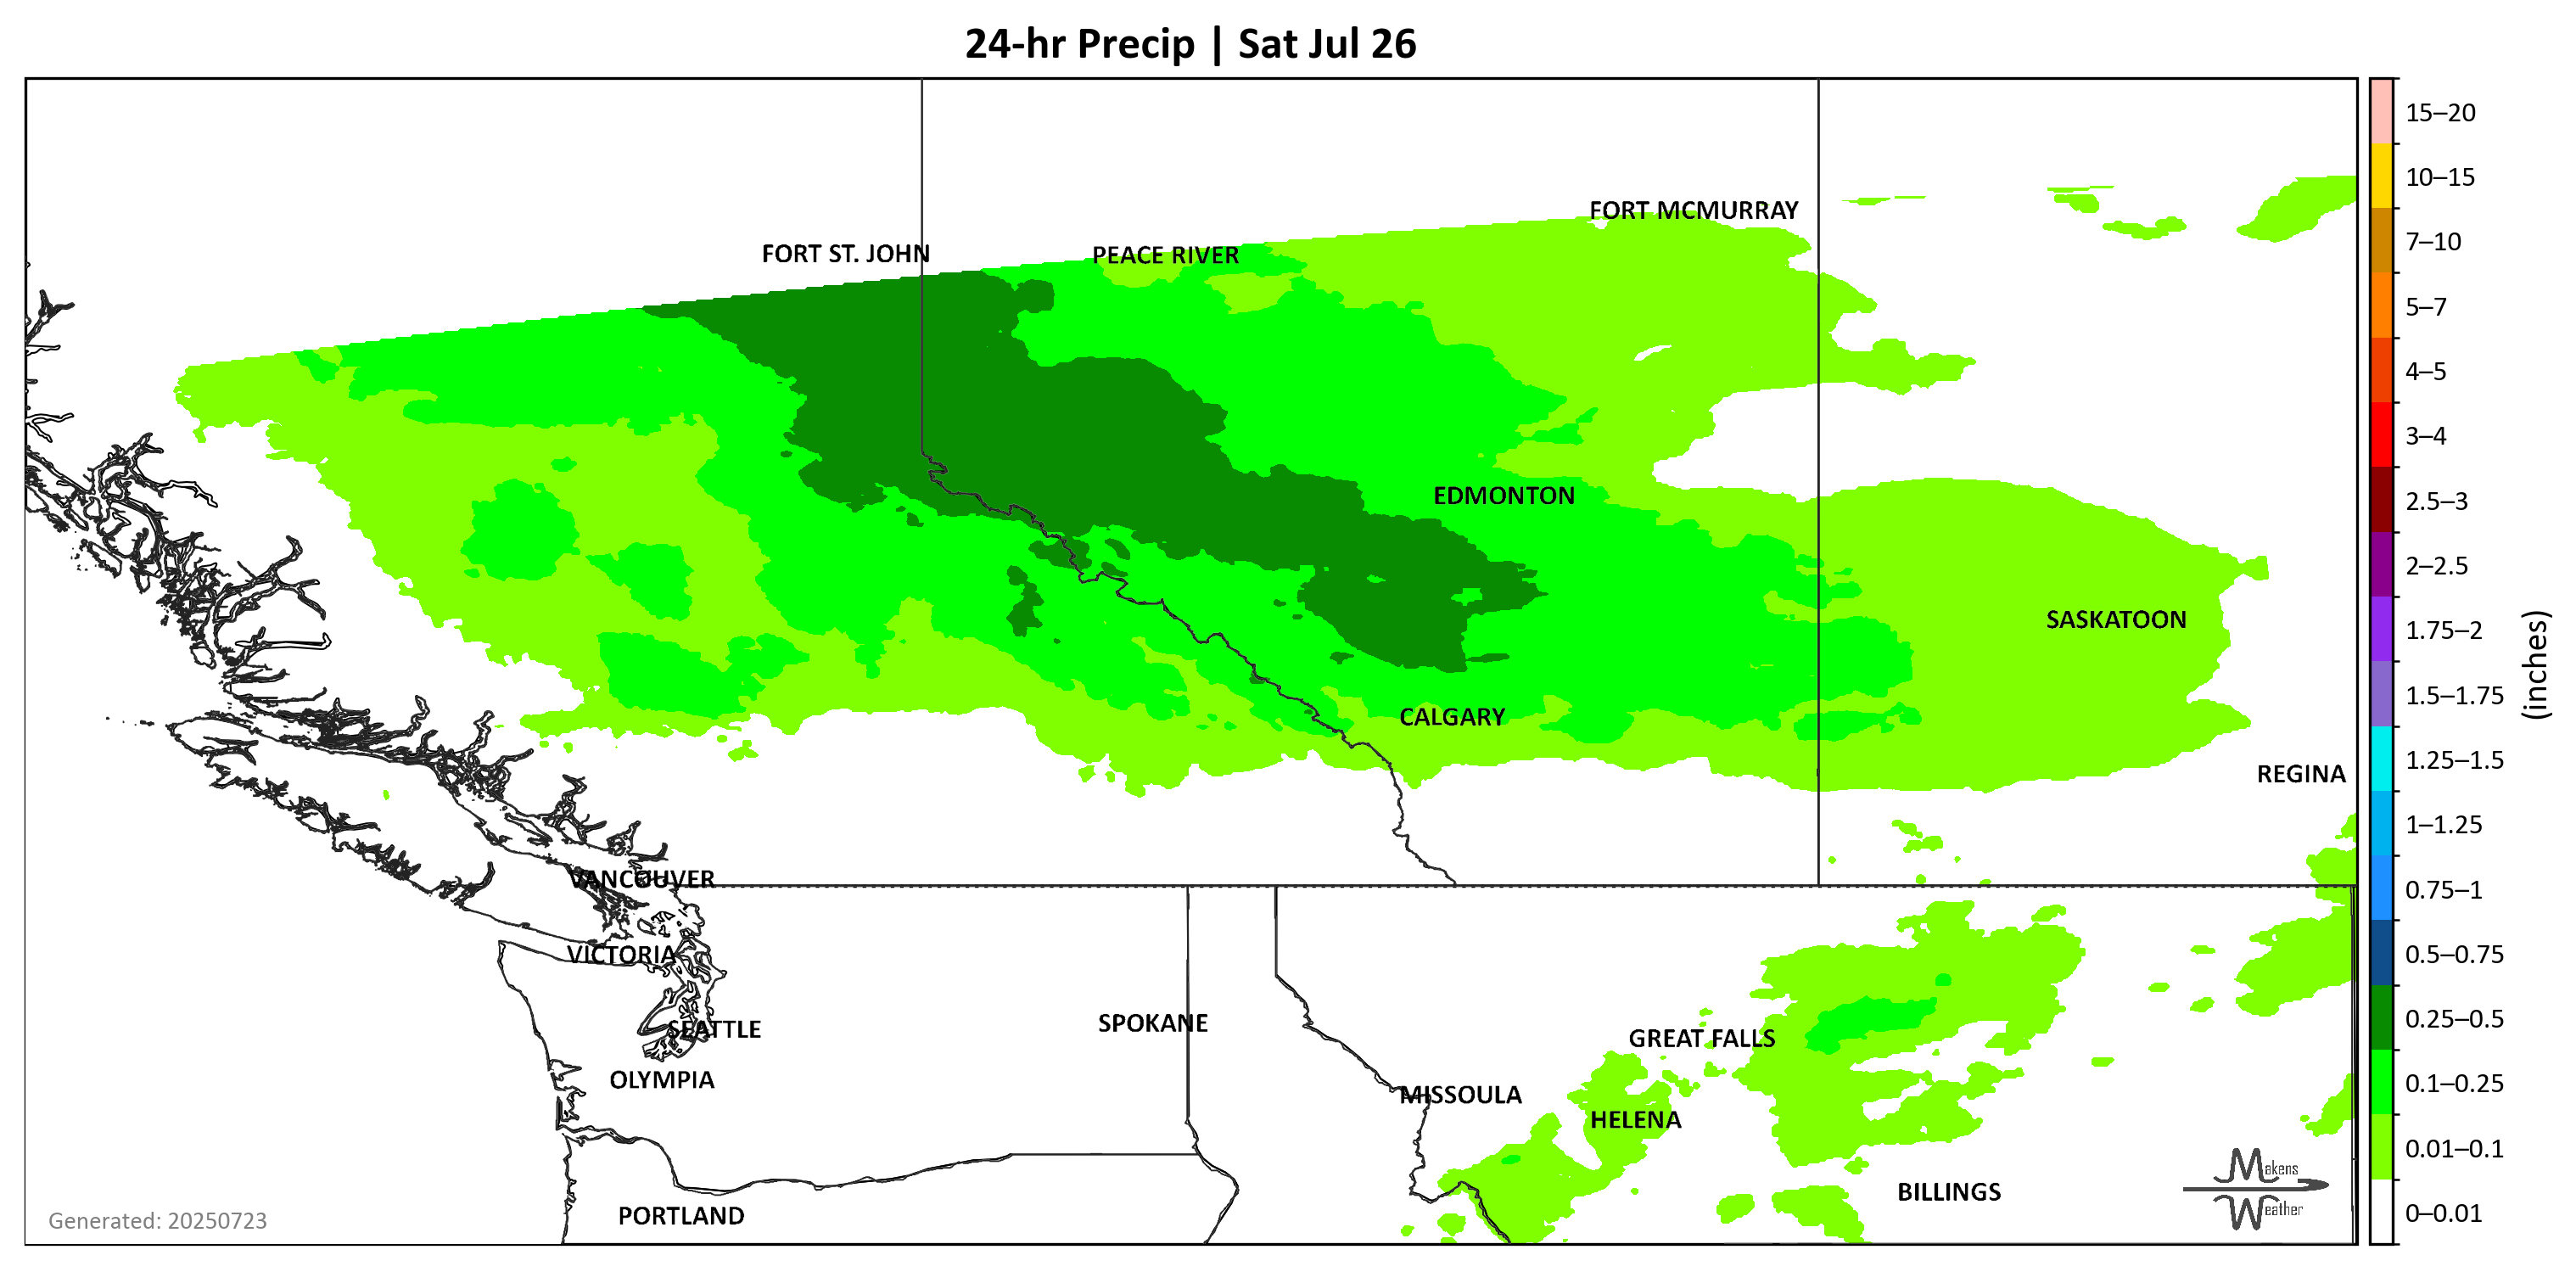 24-hr Precip | Sat Jul 26
FORT MCMURRAY
FORT ST. JOHN
PEACE RIVER
EDMONTON
SASKATOON
CALGARY
REGINA
VANCOUVER
VICTORIA
SPOKANE
SEATTLE
GREAT FALLS
OLYMPIA
MISSOULA
HELENA
BILLINGS
PORTLAND
Generated: 20250723
Makens
Weather
15–20
10–15
7–10
5–7
4–5
3–4
2.5–3
2–2.5
1.75–2
1.5–1.75
1.25–1.5
1–1.25
0.75–1
0.5–0.75
0.25–0.5
0.1–0.25
0.01–0.1
0–0.01
(inches)